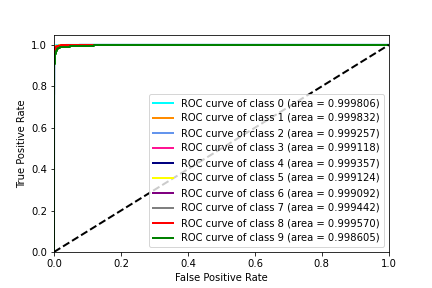 1.0
0.8
0.6
0.4
0.2
0.0
True Positive Rate
ROC curve of class 0 (area = 0.999806)
ROC curve of class 1 (area = 0.999832)
ROC curve of class 2 (area = 0.999257)
ROC curve of class 3 (area = 0.999118)
ROC curve of class 4 (area = 0.999357)
ROC curve of class 5 (area = 0.999124)
ROC curve of class 6 (area = 0.999092)
ROC curve of class 7 (area = 0.999442)
ROC curve of class 8 (area = 0.999570)
ROC curve of class 9 (area = 0.998605)
0.0 0.2 0.4 0.6 0.8 1.0
False Positive Rate